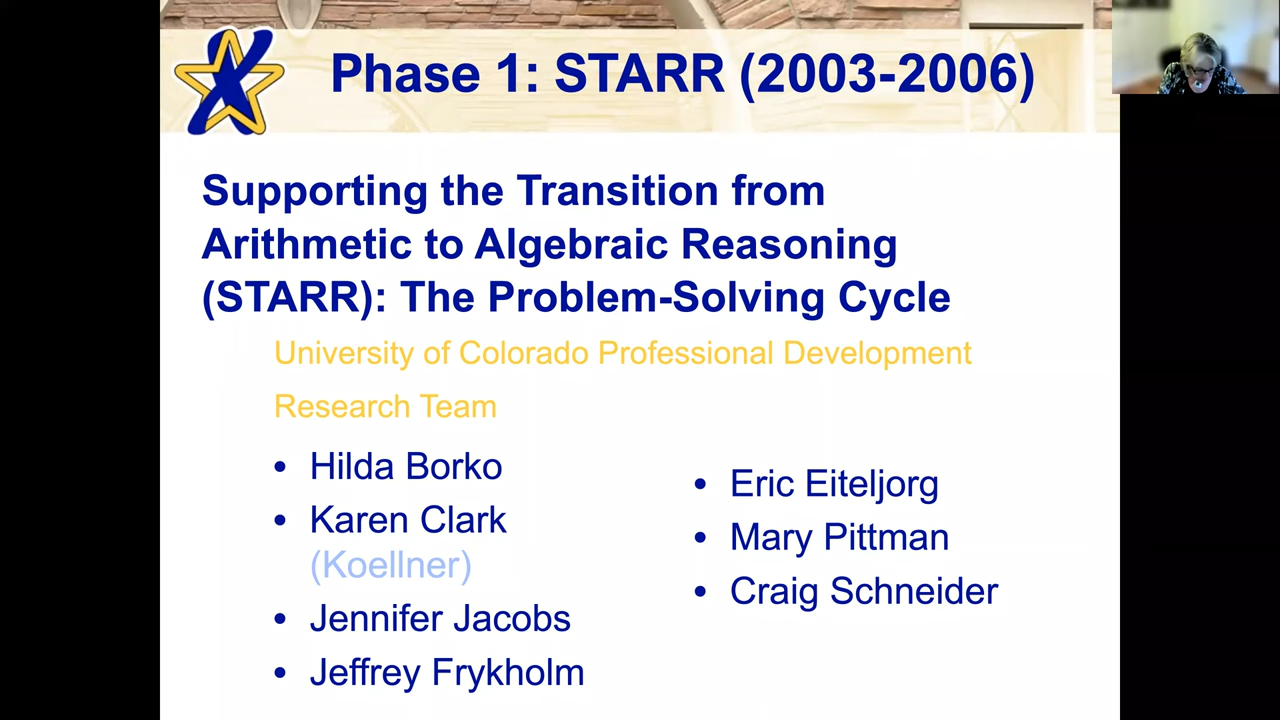 Phase 1: STARR (2003-2006)
Supporting the Transition from
Arithmetic to Algebraic Reasoning
(STARR): The Problem-Solving Cycle
University of Colorado Professional Development
Research Team
• Hilda Borko
• Karen Clark
(Koellner)
• Jennifer Jacobs
• Jeffrey Frykholm
• Eric Eiteljorg
• Mary Pittman
• Craig Schneider